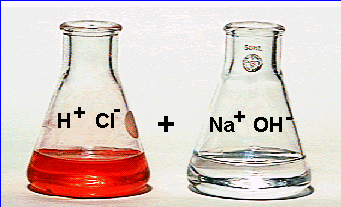 H⁺ Cl⁻ + Na⁺ OH⁻